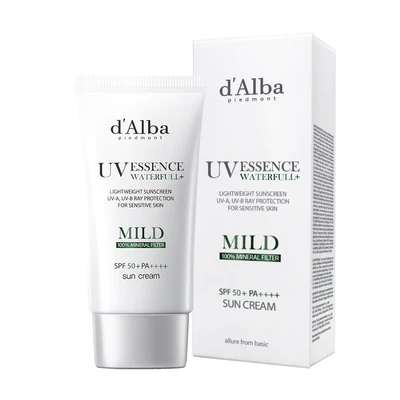 d'Alba
piedmont
UV ESSENCE
WATERFULL+
LIGHTWEIGHT SUNSCREEN
UV-A, UV-B RAY PROTECTION
FOR SENSITIVE SKIN
MILD
100% MINERAL FILTER
SPF 50+ PA++++
sun cream
d'Alba
piedmont
UV ESSENCE
WATERFULL+
LIGHTWEIGHT SUNSCREEN
UV-A, UV-B RAY PROTECTION
FOR SENSITIVE SKIN
MILD
100% MINERAL FILTER
SPF 50+ PA++++
SUN CREAM
allure from basic